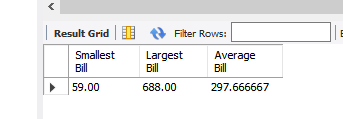 Result Grid Filter Rows: E
Smallest Largest Average
Bill Bill Bill
59.00 688.00 297.666667